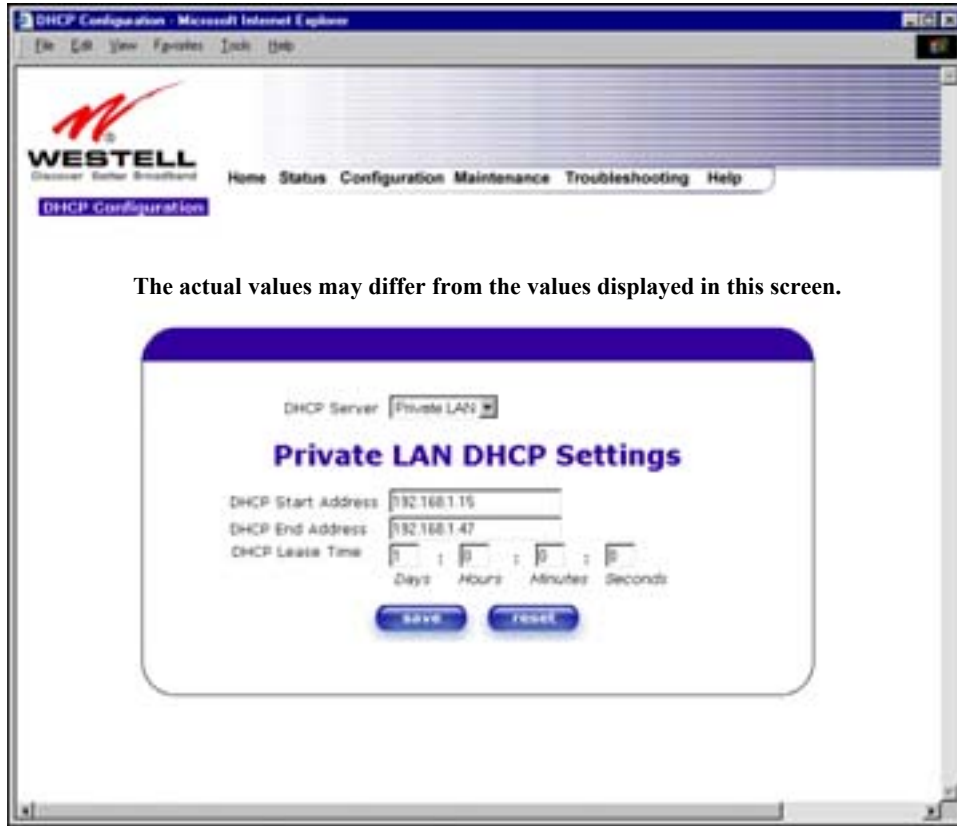 DHCP Configuration - Microsoft Internet Explorer
File Edit View Favorites Tools Help
WESTELL
Discover Better Broadband
Home Status Configuration Maintenance Troubleshooting Help
DHCP Configuration
The actual values may differ from the values displayed in this screen.
DHCP Server Private LAN
Private LAN DHCP Settings
DHCP Start Address 192.168.1.15
DHCP End Address 192.168.1.47
DHCP Lease Time 1 : 0 : 0 : 0
Days Hours Minutes Seconds
save reset